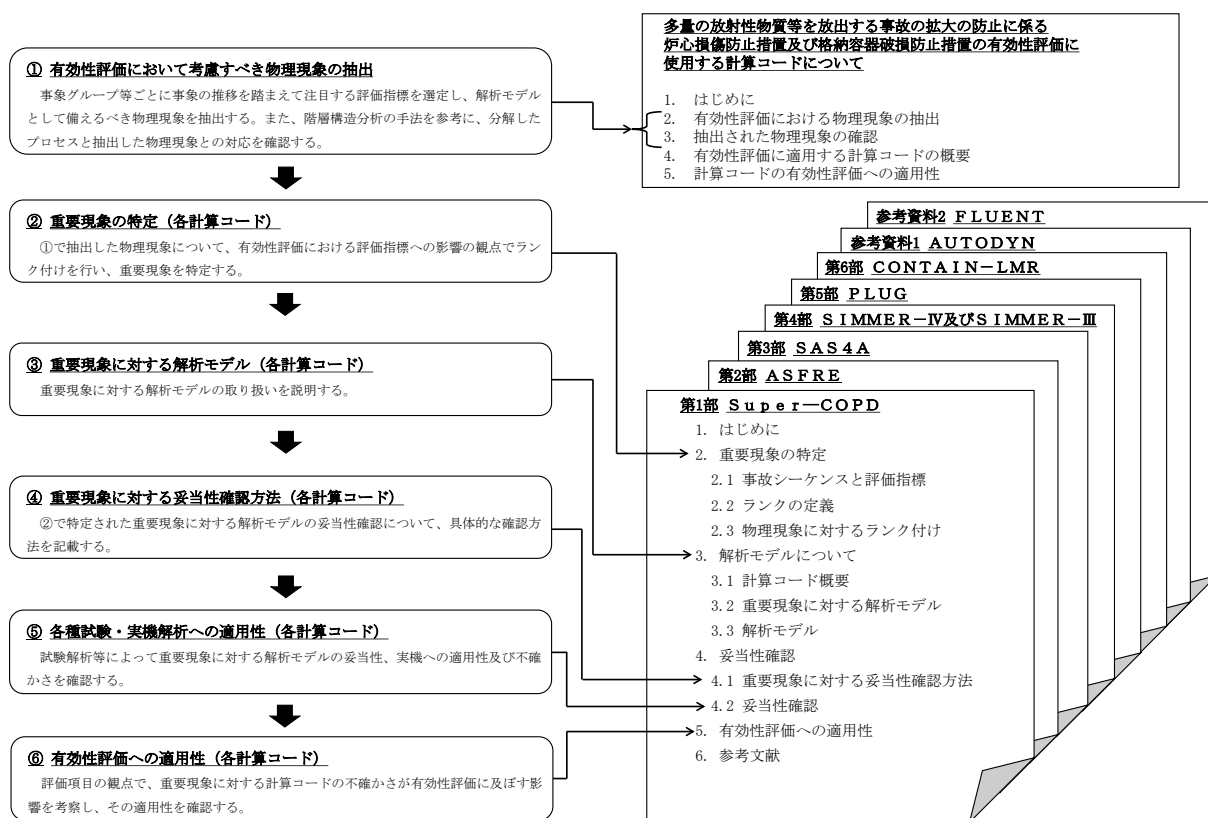 ① 有効性評価において考慮すべき物理現象の抽出
事象グループ等ごとに事象の推移を踏まえて注目する評価指標を選定し、解析モデル
として備えるべき物理現象を抽出する。また、階層構造分析の手法を参考に、分解した
プロセスと抽出した物理現象との対応を確認する。
② 重要現象の特定（各計算コード）
①で抽出した物理現象について、有効性評価における評価指標への影響の観点でラン
ク付けを行い、重要現象を特定する。
③ 重要現象に対する解析モデル（各計算コード）
重要現象に対する解析モデルの取り扱いを説明する。
④ 重要現象に対する妥当性確認方法（各計算コード）
②で特定された重要現象に対する解析モデルの妥当性確認について、具体的な確認方
法を記載する。
⑤ 各種試験・実機解析への適用性（各計算コード）
試験解析等によって重要現象に対する解析モデルの妥当性、実機への適用性及び不確
かさを確認する。
⑥ 有効性評価への適用性（各計算コード）
評価項目の観点で、重要現象に対する計算コードの不確かさが有効性評価に及ぼす影
響を考察し、その適用性を確認する。
多量の放射性物質等を放出する事故の拡大の防止に係る
炉心損傷防止措置及び格納容器破損防止措置の有効性評価に
使用する計算コードについて
1. はじめに
2. 有効性評価における物理現象の抽出
3. 抽出された物理現象の確認
4. 有効性評価に適用する計算コードの概要
5. 計算コードの有効性評価への適用性
参考資料2 ＦＬＵＥＮＴ
参考資料1 ＡＵＴＯＤＹＮ
第6部 ＣＯＮＴＡＩＮ－ＬＭＲ
第5部 ＰＬＵＧ
第4部 ＳＩＭＭＥＲ－Ⅳ及びＳＩＭＭＥＲ－Ⅲ
第3部 ＳＡＳ４Ａ
第2部 ＡＳＦＲＥ
第1部 Ｓｕｐｅｒ－ＣＯＰＤ
1. はじめに
2. 重要現象の特定
2.1 事故シーケンスと評価指標
2.2 ランクの定義
2.3 物理現象に対するランク付け
3. 解析モデルについて
3.1 計算コード概要
3.2 重要現象に対する解析モデル
3.3 解析モデル
4. 妥当性確認
4.1 重要現象に対する妥当性確認方法
4.2 妥当性確認
5. 有効性評価への適用性
6. 参考文献